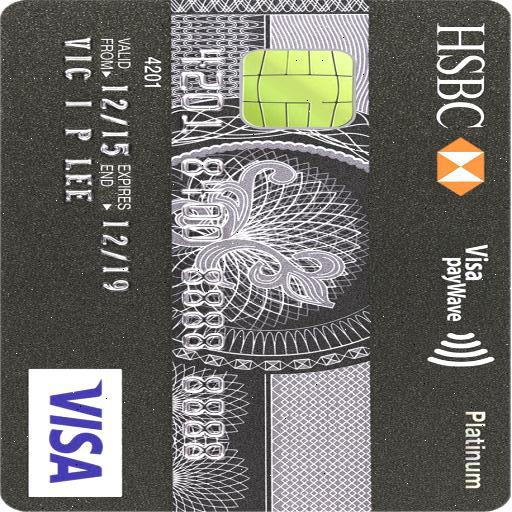 HSBC
Visa
payWave
Platinum
4201 8400 8888 8888
4201
VALID FROM 12/15 EXPIRES END 12/19
VIC I P LEE
VISA